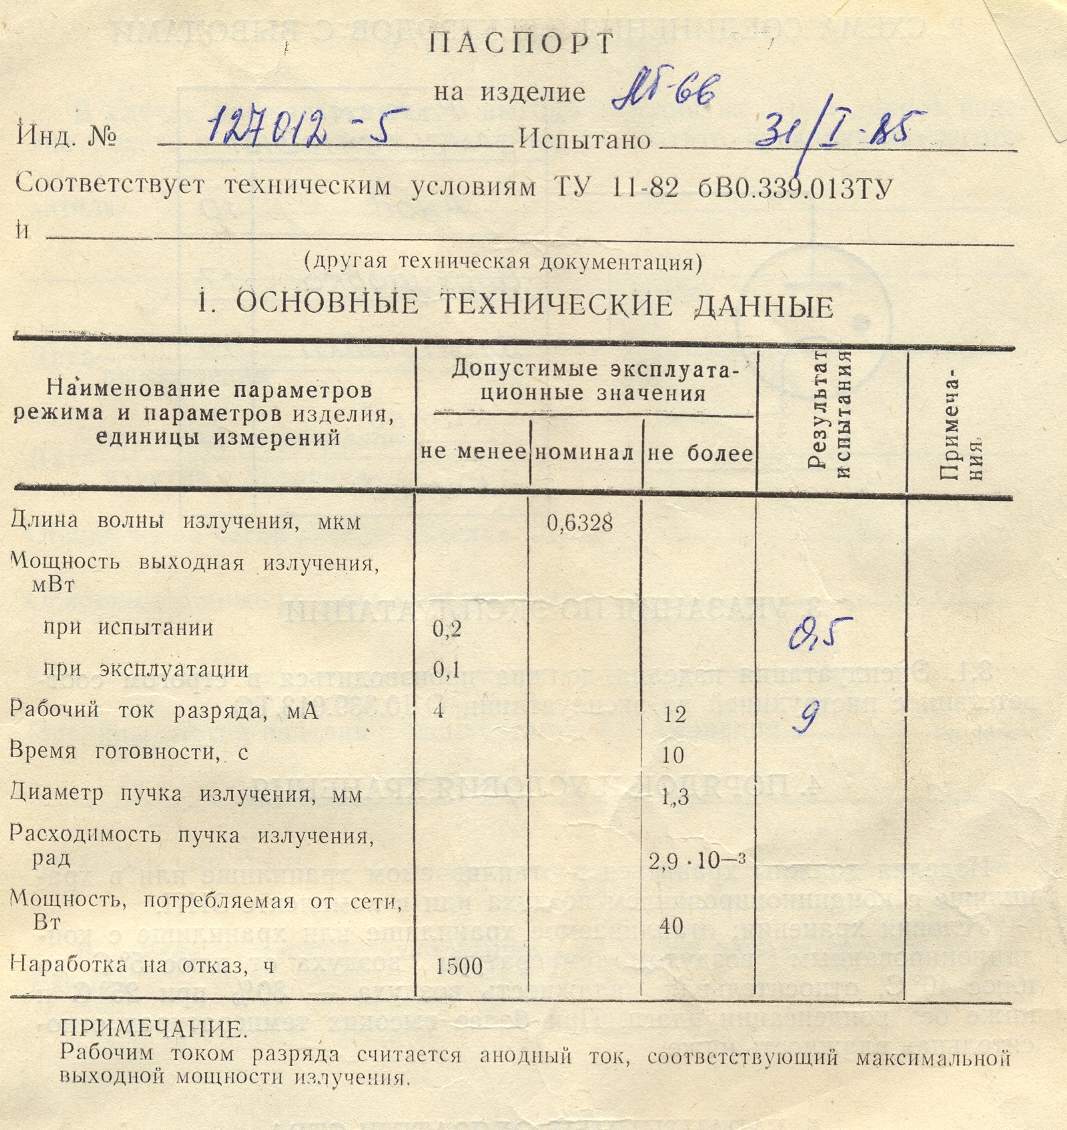 ПАСПОРТ
на изделие ЛГ-66
Инд. № 127012-5 Испытано 31/I-85
Соответствует техническим условиям ТУ 11-82 бВ0.339.013ТУ
и
(другая техническая документация)
1. ОСНОВНЫЕ ТЕХНИЧЕСКИЕ ДАННЫЕ
Наименование параметров
режима и параметров изделия,
единицы измерений
Допустимые эксплуата-
ционные значения
не менее номинал не более
Результат
испытания
Примеча-
ния
Длина волны излучения, мкм 0,6328
Мощность выходная излучения,
мВт
при испытании 0,2 0,5
при эксплуатации 0,1
Рабочий ток разряда, мА 4 12 9
Время готовности, с 10
Диаметр пучка излучения, мм 1,3
Расходимость пучка излучения,
рад 2,9 · 10—³
Мощность, потребляемая от сети,
Вт 40
Наработка на отказ, ч 1500
ПРИМЕЧАНИЕ.
Рабочим током разряда считается анодный ток, соответствующий максимальной
выходной мощности излучения.